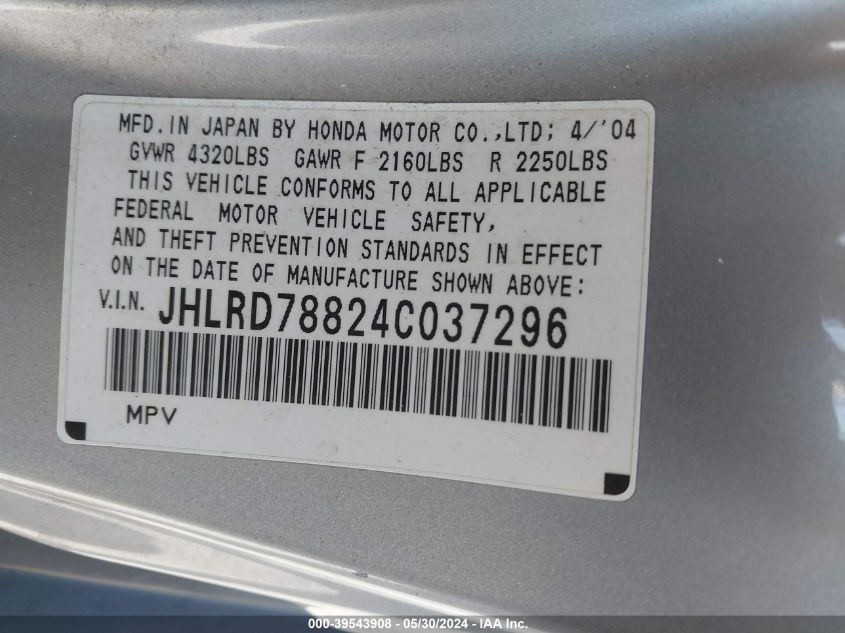 MFD.IN JAPAN BY HONDA MOTOR CO.,LTD; 4/'04
GVWR 4320LBS GAWR F 2160LBS R 2250LBS
THIS VEHICLE CONFORMS TO ALL APPLICABLE
FEDERAL MOTOR VEHICLE SAFETY,
AND THEFT PREVENTION STANDARDS IN EFFECT
ON THE DATE OF MANUFACTURE SHOWN ABOVE:
V.I.N. JHLRD78824C037296
MPV
000-39543908 - 05/30/2024 - IAA Inc.